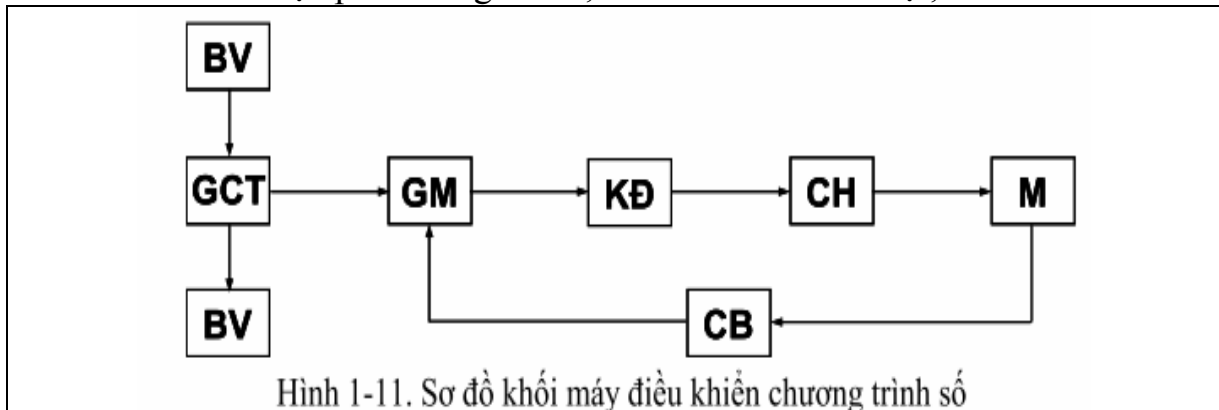 BV
GCT GM KĐ CH M
BV CB
Hình 1-11. Sơ đồ khối máy điều khiển chương trình số